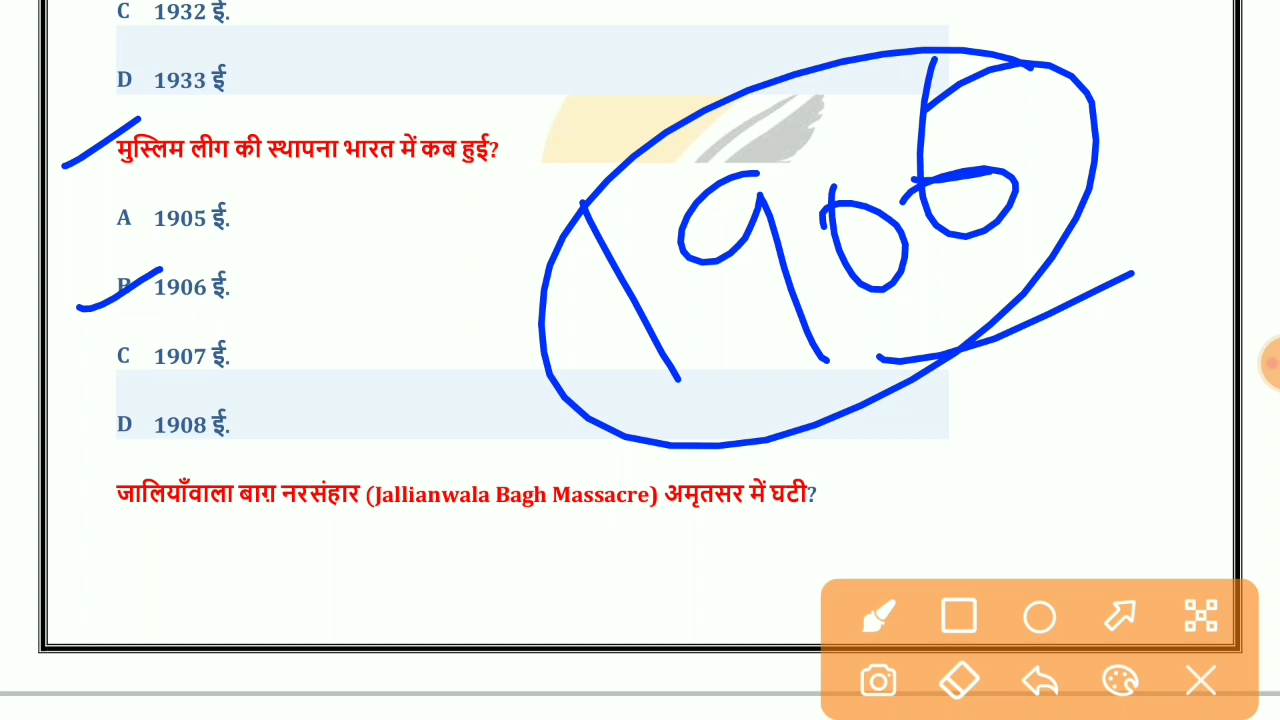 C 1932 ई.
D 1933 ई
मुस्लिम लीग की स्थापना भारत में कब हुई?
A 1905 ई.
B 1906 ई.
1906
C 1907 ई.
D 1908 ई.
जालियाँवाला बाग़ नरसंहार (Jallianwala Bagh Massacre) अमृतसर में घटी?